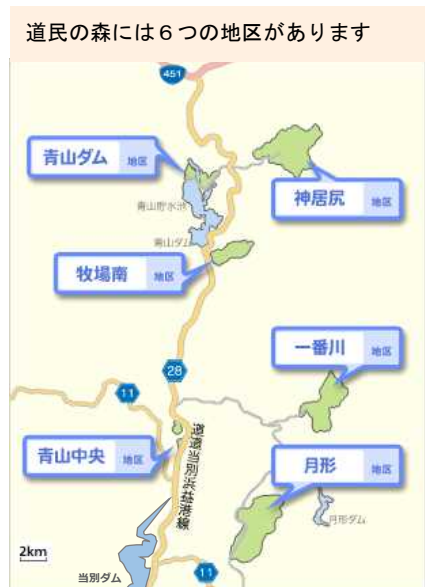 道民の森には６つの地区があります
451
青山ダム 地区
神居尻 地区
青山貯水池
青山ダム
牧場南 地区
一番川 地区
28
11
道道当別浜益港線
青山中央 地区
月形 地区
月形ダム
2km
当別ダム
11